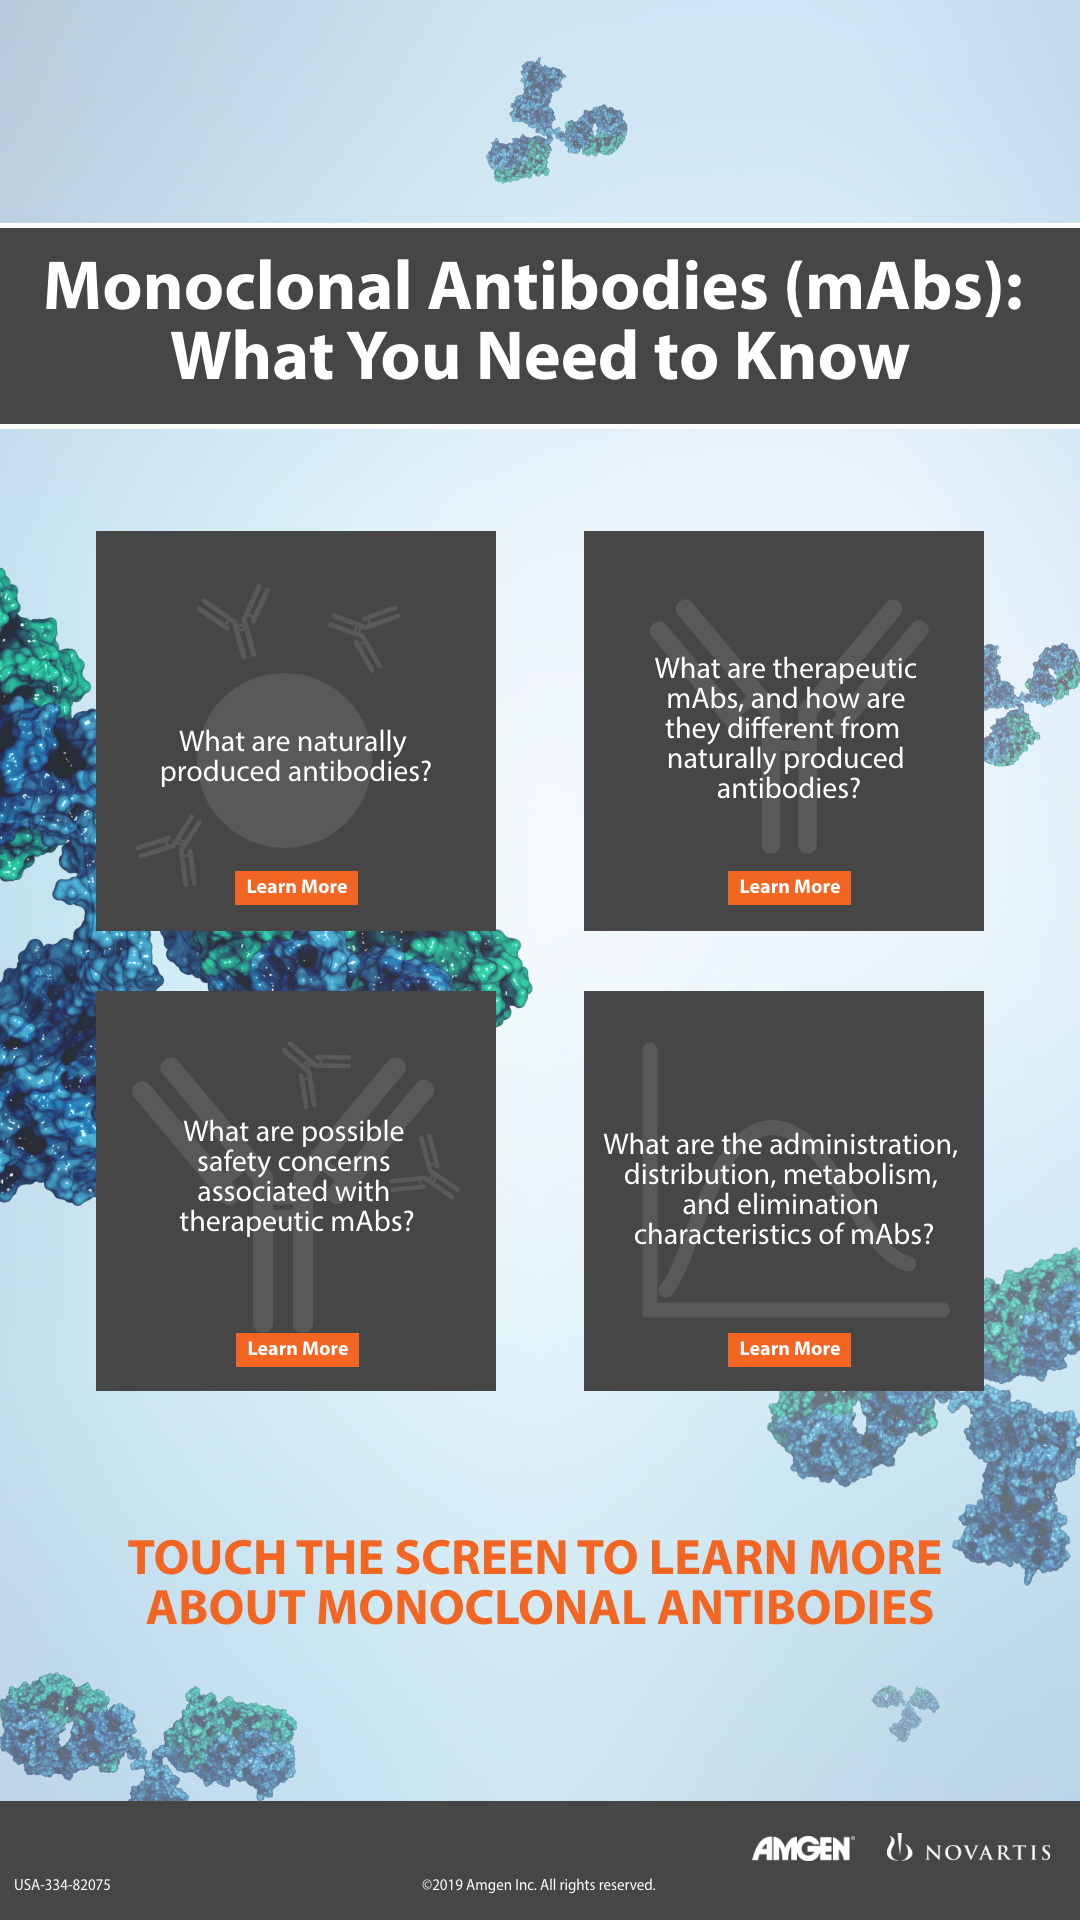 Monoclonal Antibodies (mAbs):
What You Need to Know
What are naturally
produced antibodies?
Learn More
What are therapeutic
mAbs, and how are
they different from
naturally produced
antibodies?
Learn More
What are possible
safety concerns
associated with
therapeutic mAbs?
Learn More
What are the administration,
distribution, metabolism,
and elimination
characteristics of mAbs?
Learn More
TOUCH THE SCREEN TO LEARN MORE
ABOUT MONOCLONAL ANTIBODIES
AMGEN®
NOVARTIS
USA-334-82075
©2019 Amgen Inc. All rights reserved.